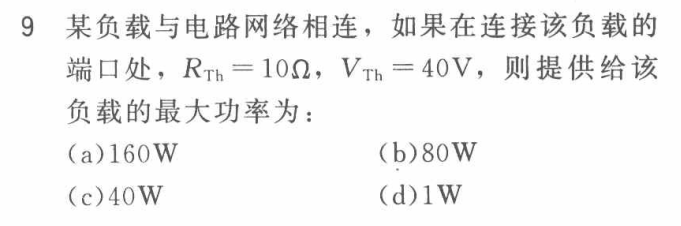 9 某负载与电路网络相连，如果在连接该负载的
端口处，R_Th＝10Ω，V_Th＝40V，则提供给该
负载的最大功率为：
(a)160W (b)80W
(c)40W (d)1W